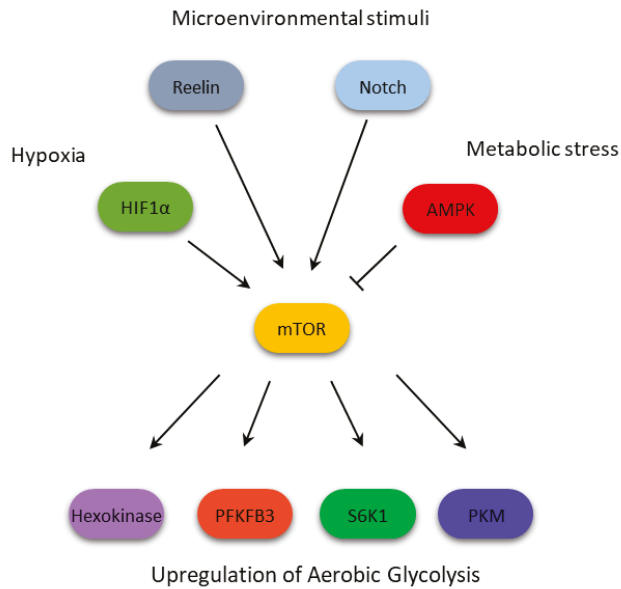 Microenvironmental stimuli
Reelin
Notch
Hypoxia
Metabolic stress
HIF1α
AMPK
mTOR
Hexokinase
PFKFB3
S6K1
PKM
Upregulation of Aerobic Glycolysis